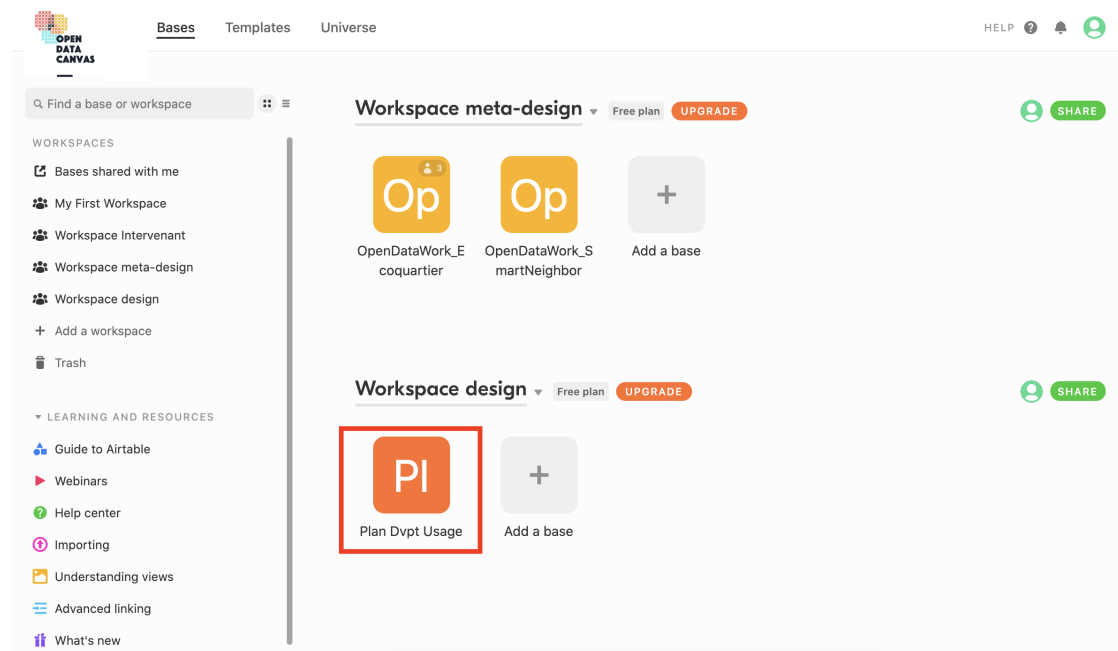 OPEN
DATA
CANVAS
Bases Templates Universe
HELP ?
Find a base or workspace
WORKSPACES
Bases shared with me
My First Workspace
Workspace Intervenant
Workspace meta-design
Workspace design
+ Add a workspace
Trash
LEARNING AND RESOURCES
Guide to Airtable
Webinars
? Help center
Importing
Understanding views
Advanced linking
What's new
Workspace meta-design Free plan UPGRADE SHARE
3
Op Op +
OpenDataWork_E OpenDataWork_S Add a base
coquartier martNeighbor
Workspace design Free plan UPGRADE SHARE
Pl +
Plan Dvpt Usage Add a base